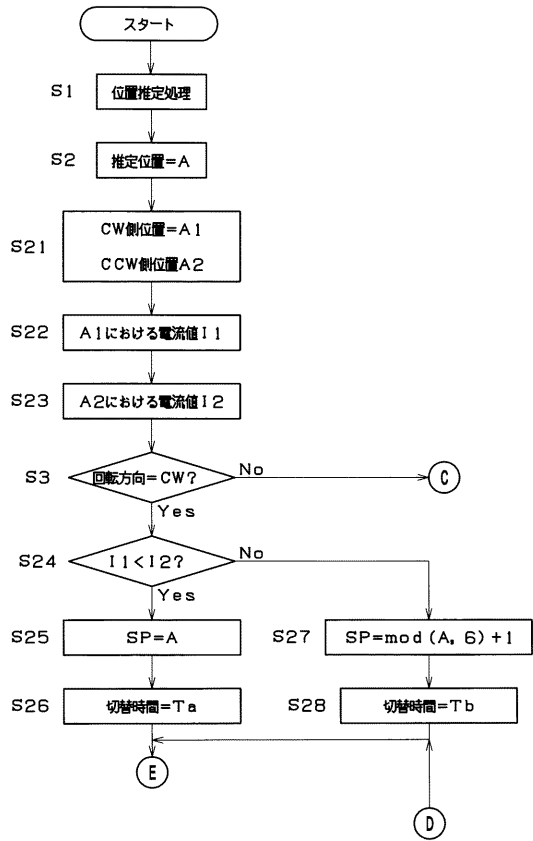 スタート
S1 位置推定処理
S2 推定位置=A
S21 CW側位置=A1
CCW側位置A2
S22 A1における電流値I1
S23 A2における電流値I2
S3 回転方向=CW? No C
Yes
S24 I1<I2? No
Yes
S25 SP=A S27 SP=mod(A, 6)+1
S26 切替時間=Ta S28 切替時間=Tb
E
D